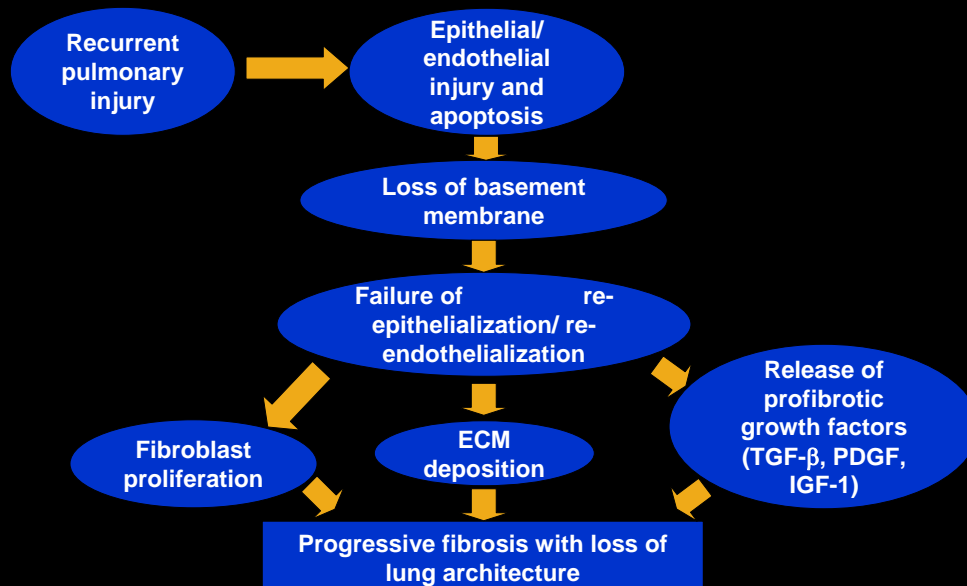 Recurrent
pulmonary
injury
Epithelial/
endothelial
injury and
apoptosis
Loss of basement
membrane
Failure of re-
epithelialization/ re-
endothelialization
Fibroblast
proliferation
ECM
deposition
Release of
profibrotic
growth factors
(TGF-β, PDGF,
IGF-1)
Progressive fibrosis with loss of
lung architecture